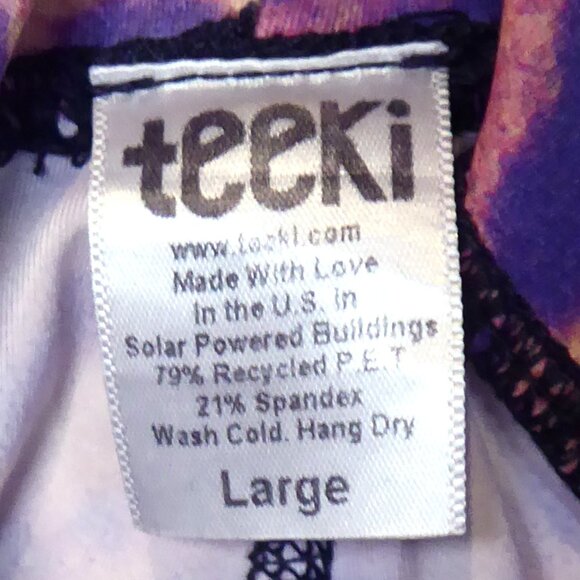 teeki
www.teeki.com
Made With Love
In the U.S. in
Solar Powered Buildings
79% Recycled P.E.T
21% Spandex
Wash Cold. Hang Dry
Large